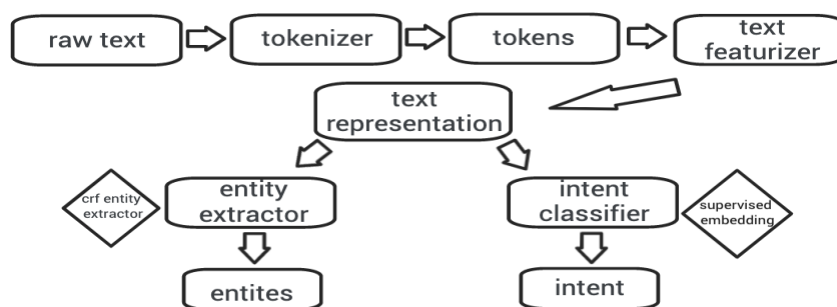 raw text
tokenizer
tokens
text
featurizer
text
representation
crf entity
extractor
entity
extractor
intent
classifier
supervised
embedding
entites
intent